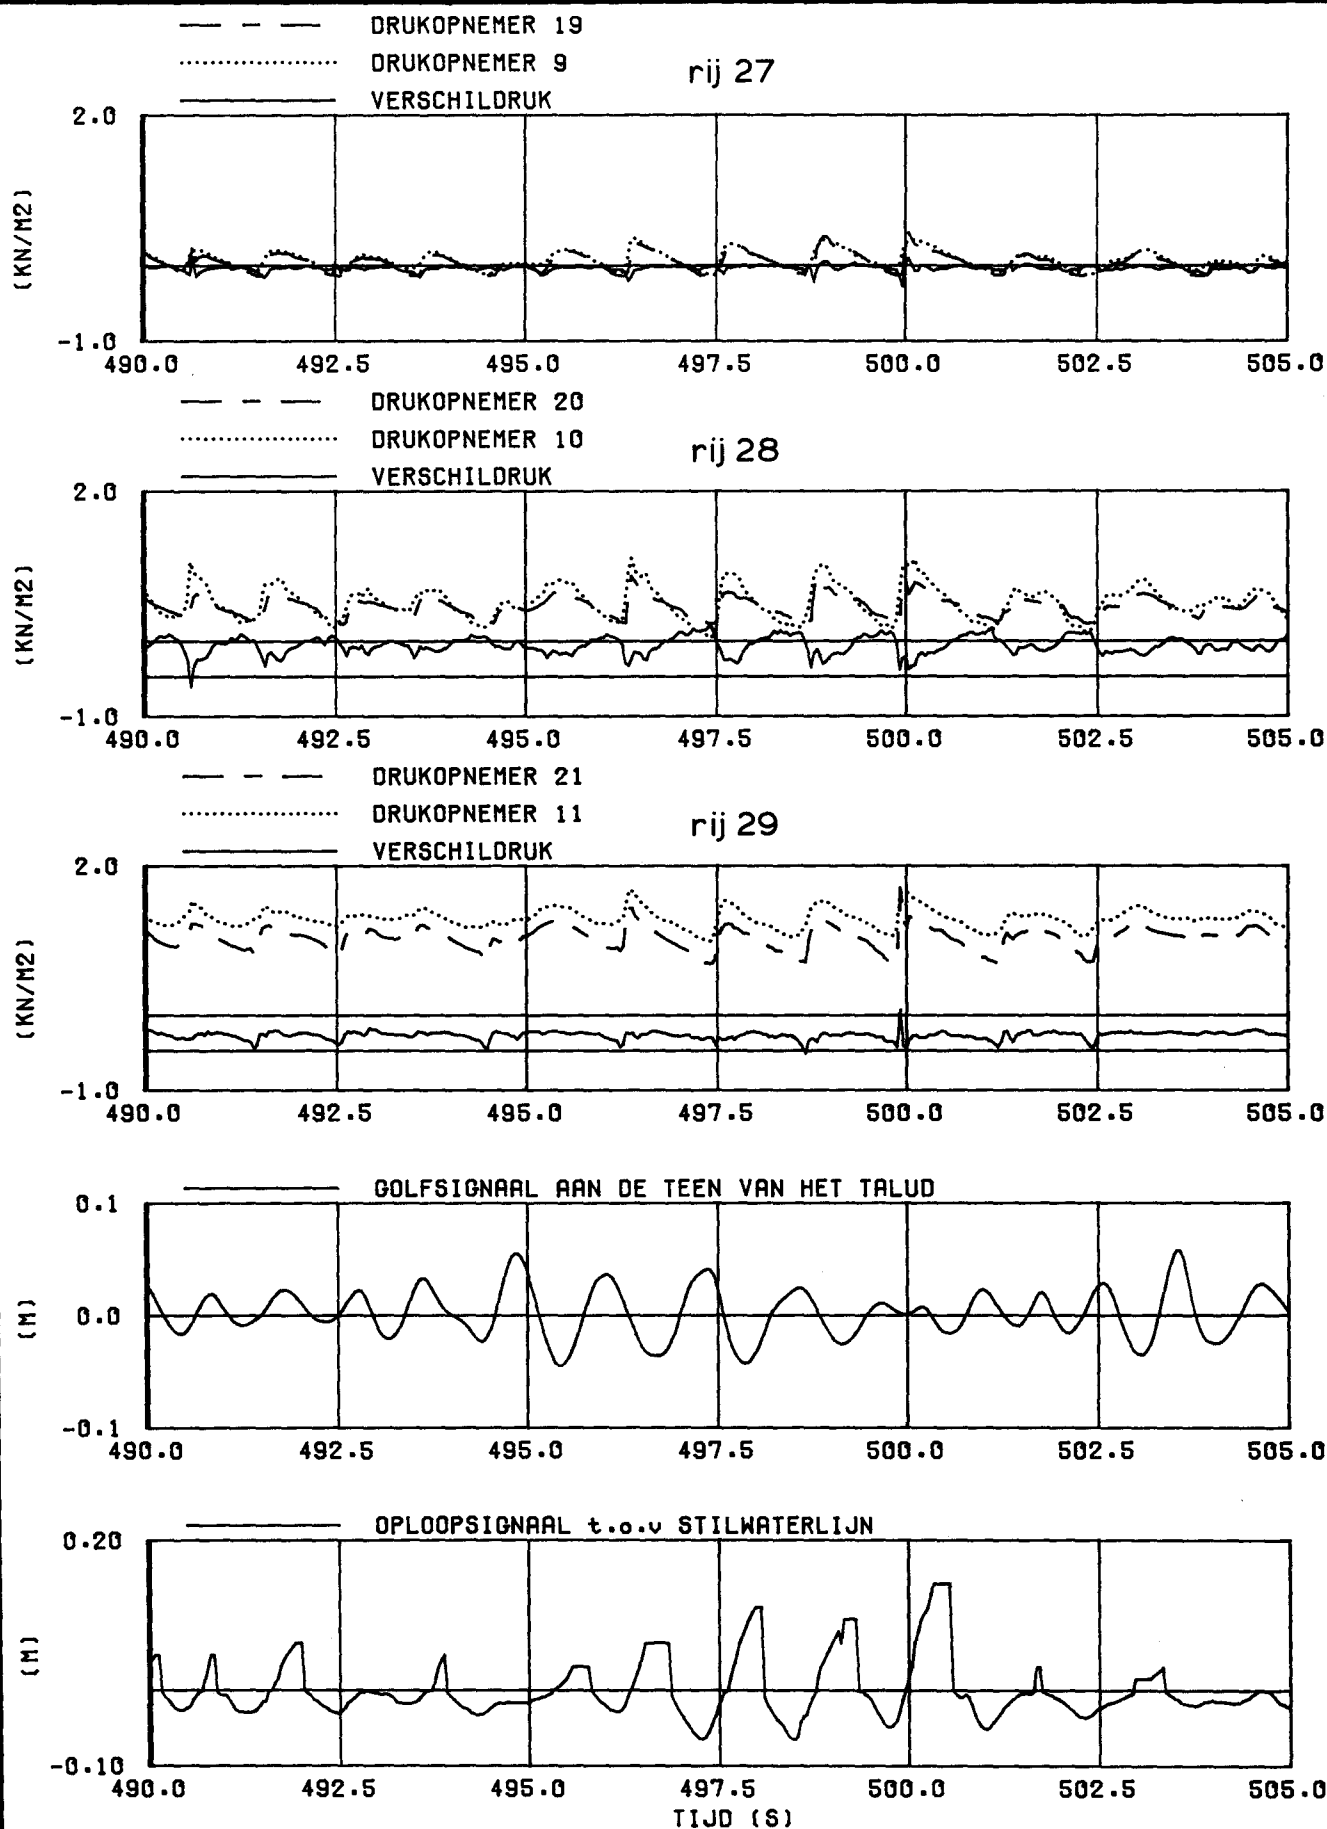 DRUKOPNEMER 19
DRUKOPNEMER 9
rij 27
VERSCHILDRUK
2.0
(KN/M2)
-1.0
490.0 492.5 495.0 497.5 500.0 502.5 505.0
DRUKOPNEMER 20
DRUKOPNEMER 10
rij 28
VERSCHILDRUK
2.0
(KN/M2)
-1.0
490.0 492.5 495.0 497.5 500.0 502.5 505.0
DRUKOPNEMER 21
DRUKOPNEMER 11
rij 29
VERSCHILDRUK
2.0
(KN/M2)
-1.0
490.0 492.5 495.0 497.5 500.0 502.5 505.0
GOLFSIGNAAL AAN DE TEEN VAN HET TALUD
0.1
(M)
0.0
-0.1
490.0 492.5 495.0 497.5 500.0 502.5 505.0
OPLOOPSIGNAAL t.o.v STILWATERLIJN
0.20
(M)
-0.10
490.0 492.5 495.0 497.5 500.0 502.5 505.0
TIJD (S)